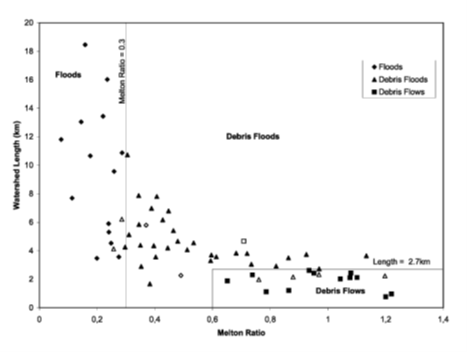 20
18
16
14
12
10
8
6
4
2
0
Watershed Length (km)
Floods
Melton Ratio = 0.3
Floods
Debris Floods
Debris Flows
Debris Floods
Length = 2.7km
Debris Flows
0 0,2 0,4 0,6 0,8 1 1,2 1,4
Melton Ratio